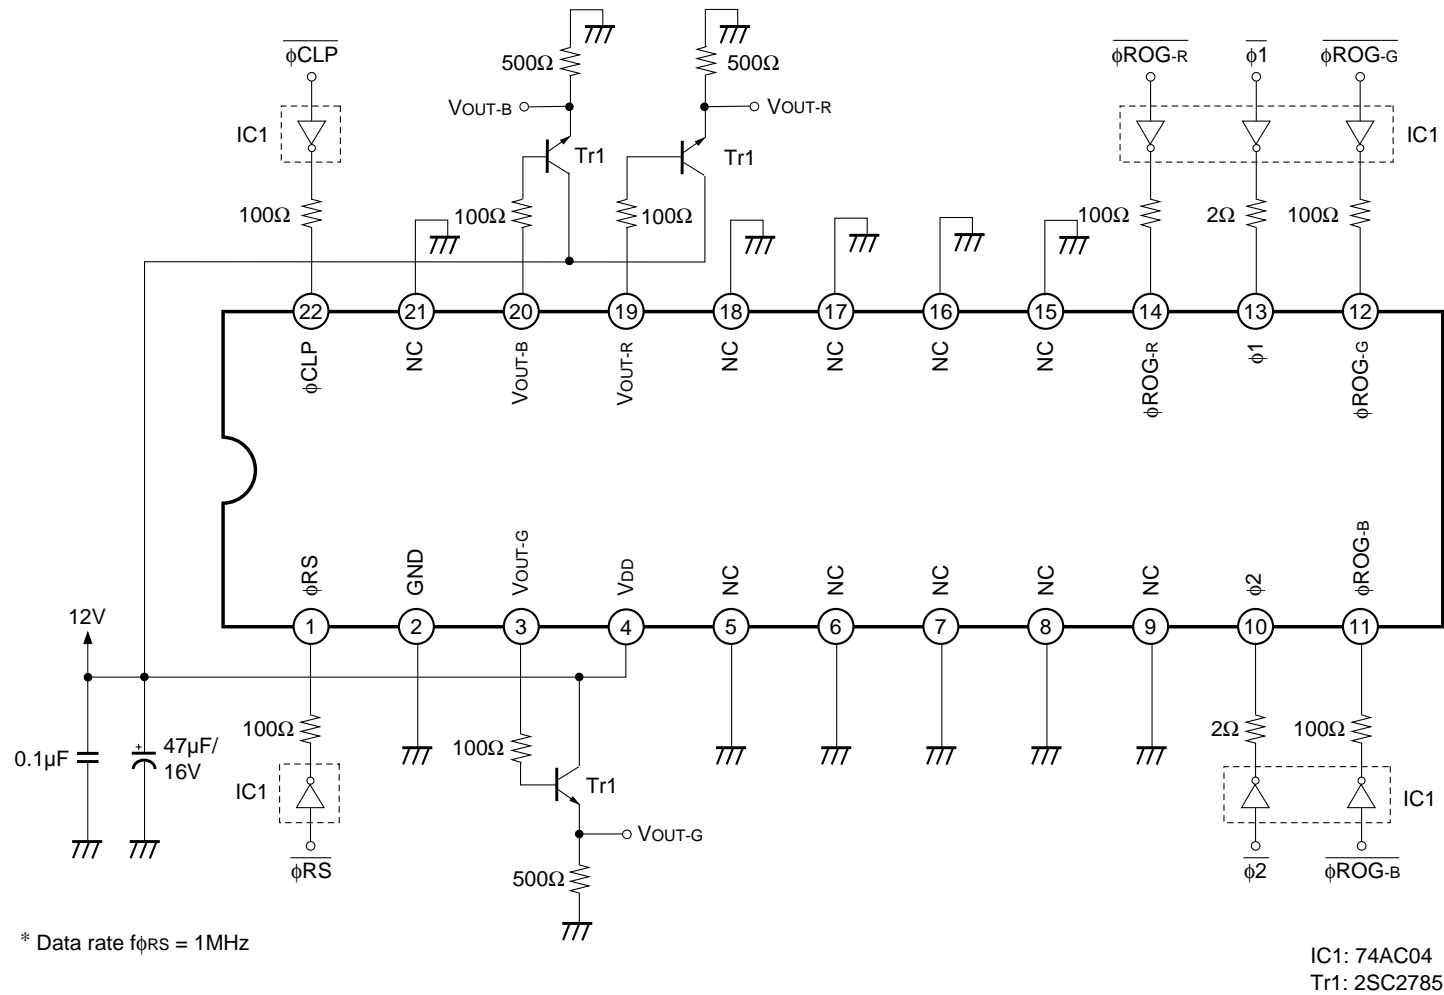 φCLP
IC1
100Ω
500Ω
VOUT-B
Tr1
100Ω
500Ω
VOUT-R
Tr1
100Ω
φROG-R
φ1
φROG-G
IC1
100Ω
2Ω
100Ω
22
21
20
19
18
17
16
15
14
13
12
φCLP
NC
VOUT-B
VOUT-R
NC
NC
NC
NC
φROG-R
φ1
φROG-G
φRS
GND
VOUT-G
VDD
NC
NC
NC
NC
NC
φ2
φROG-B
1
2
3
4
5
6
7
8
9
10
11
12V
0.1µF
+
47µF/
16V
100Ω
IC1
φRS
100Ω
Tr1
VOUT-G
500Ω
2Ω
100Ω
IC1
φ2
φROG-B
* Data rate fφRS = 1MHz
IC1: 74AC04
Tr1: 2SC2785